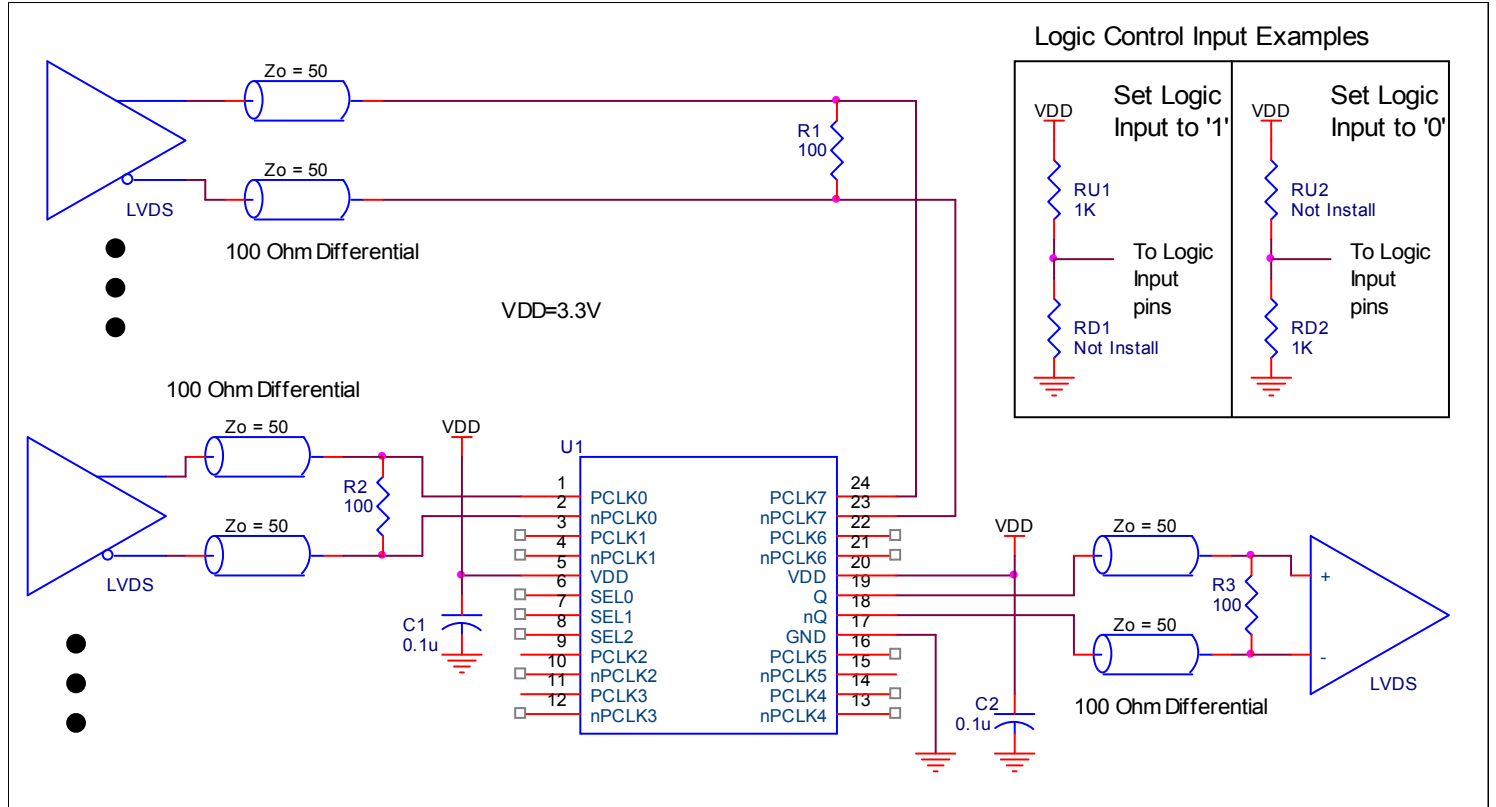 Logic Control Input Examples
Zo = 50
Zo = 50
LVDS
100 Ohm Differential
R1
100
VDD=3.3V
VDD
Set Logic
Input to '1'
RU1
1K
To Logic
Input
pins
RD1
Not Install
VDD
Set Logic
Input to '0'
RU2
Not Install
To Logic
Input
pins
RD2
1K
100 Ohm Differential
Zo = 50
Zo = 50
LVDS
R2
100
VDD
C1
0.1u
U1
1 PCLK0
2 nPCLK0
3 PCLK1
4 nPCLK1
5 VDD
6 SEL0
7 SEL1
8 SEL2
9 PCLK2
10 nPCLK2
11 PCLK3
12 nPCLK3
PCLK7 24
nPCLK7 23
PCLK6 22
nPCLK6 21
VDD 20
Q 19
nQ 18
GND 17
PCLK5 16
nPCLK5 15
PCLK4 14
nPCLK4 13
VDD
C2
0.1u
Zo = 50
Zo = 50
R3
100
+
-
LVDS
100 Ohm Differential